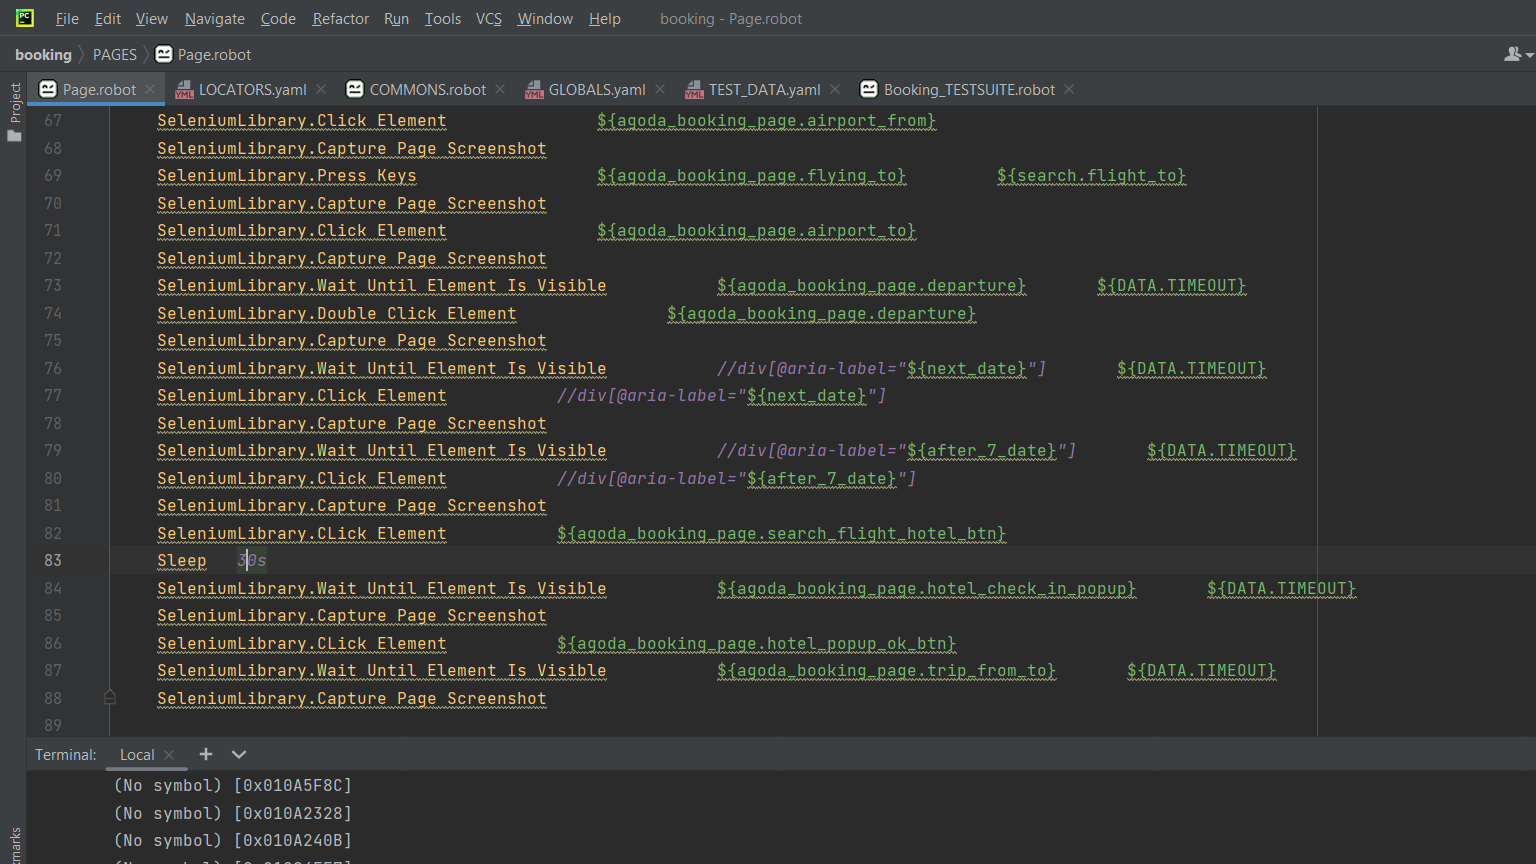 PC File Edit View Navigate Code Refactor Run Tools VCS Window Help booking - Page.robot
booking PAGES Page.robot
Page.robot LOCATORS.yaml COMMONS.robot GLOBALS.yaml TEST_DATA.yaml Booking_TESTSUITE.robot
Project
67 SeleniumLibrary.Click Element ${agoda_booking_page.airport_from}
68 SeleniumLibrary.Capture Page Screenshot
69 SeleniumLibrary.Press Keys ${agoda_booking_page.flying_to} ${search.flight_to}
70 SeleniumLibrary.Capture Page Screenshot
71 SeleniumLibrary.Click Element ${agoda_booking_page.airport_to}
72 SeleniumLibrary.Capture Page Screenshot
73 SeleniumLibrary.Wait Until Element Is Visible ${agoda_booking_page.departure} ${DATA.TIMEOUT}
74 SeleniumLibrary.Double Click Element ${agoda_booking_page.departure}
75 SeleniumLibrary.Capture Page Screenshot
76 SeleniumLibrary.Wait Until Element Is Visible //div[@aria-label="${next_date}"] ${DATA.TIMEOUT}
77 SeleniumLibrary.Click Element //div[@aria-label="${next_date}"]
78 SeleniumLibrary.Capture Page Screenshot
79 SeleniumLibrary.Wait Until Element Is Visible //div[@aria-label="${after_7_date}"] ${DATA.TIMEOUT}
80 SeleniumLibrary.Click Element //div[@aria-label="${after_7_date}"]
81 SeleniumLibrary.Capture Page Screenshot
82 SeleniumLibrary.CLick Element ${agoda_booking_page.search_flight_hotel_btn}
83 Sleep 30s
84 SeleniumLibrary.Wait Until Element Is Visible ${agoda_booking_page.hotel_check_in_popup} ${DATA.TIMEOUT}
85 SeleniumLibrary.Capture Page Screenshot
86 SeleniumLibrary.CLick Element ${agoda_booking_page.hotel_popup_ok_btn}
87 SeleniumLibrary.Wait Until Element Is Visible ${agoda_booking_page.trip_from_to} ${DATA.TIMEOUT}
88 SeleniumLibrary.Capture Page Screenshot
89
Terminal: Local
(No symbol) [0x010A5F8C]
(No symbol) [0x010A2328]
(No symbol) [0x010A240B]